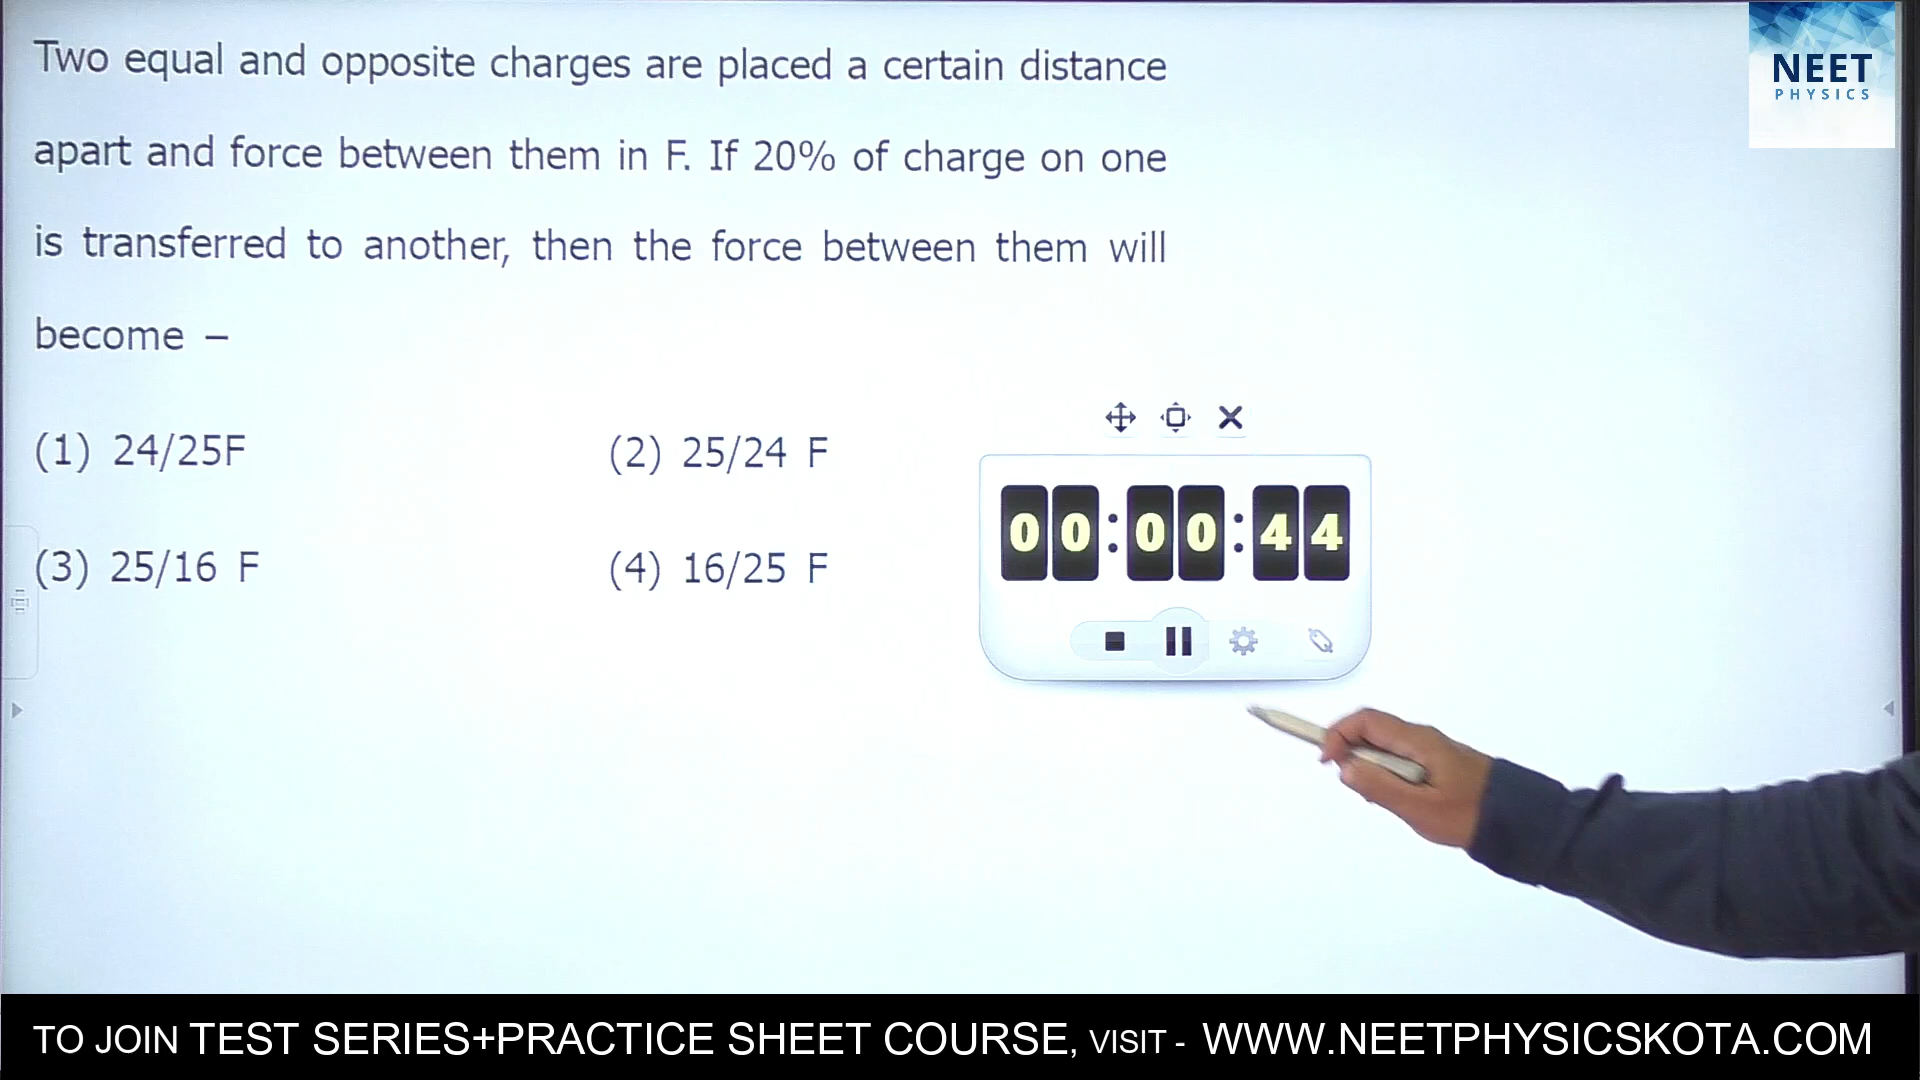 Two equal and opposite charges are placed a certain distance
apart and force between them in F. If 20% of charge on one
is transferred to another, then the force between them will
become –
(1) 24/25F
(2) 25/24 F
(3) 25/16 F
(4) 16/25 F
00:00:44
NEET
PHYSICS
TO JOIN TEST SERIES+PRACTICE SHEET COURSE, VISIT - WWW.NEETPHYSICSKOTA.COM